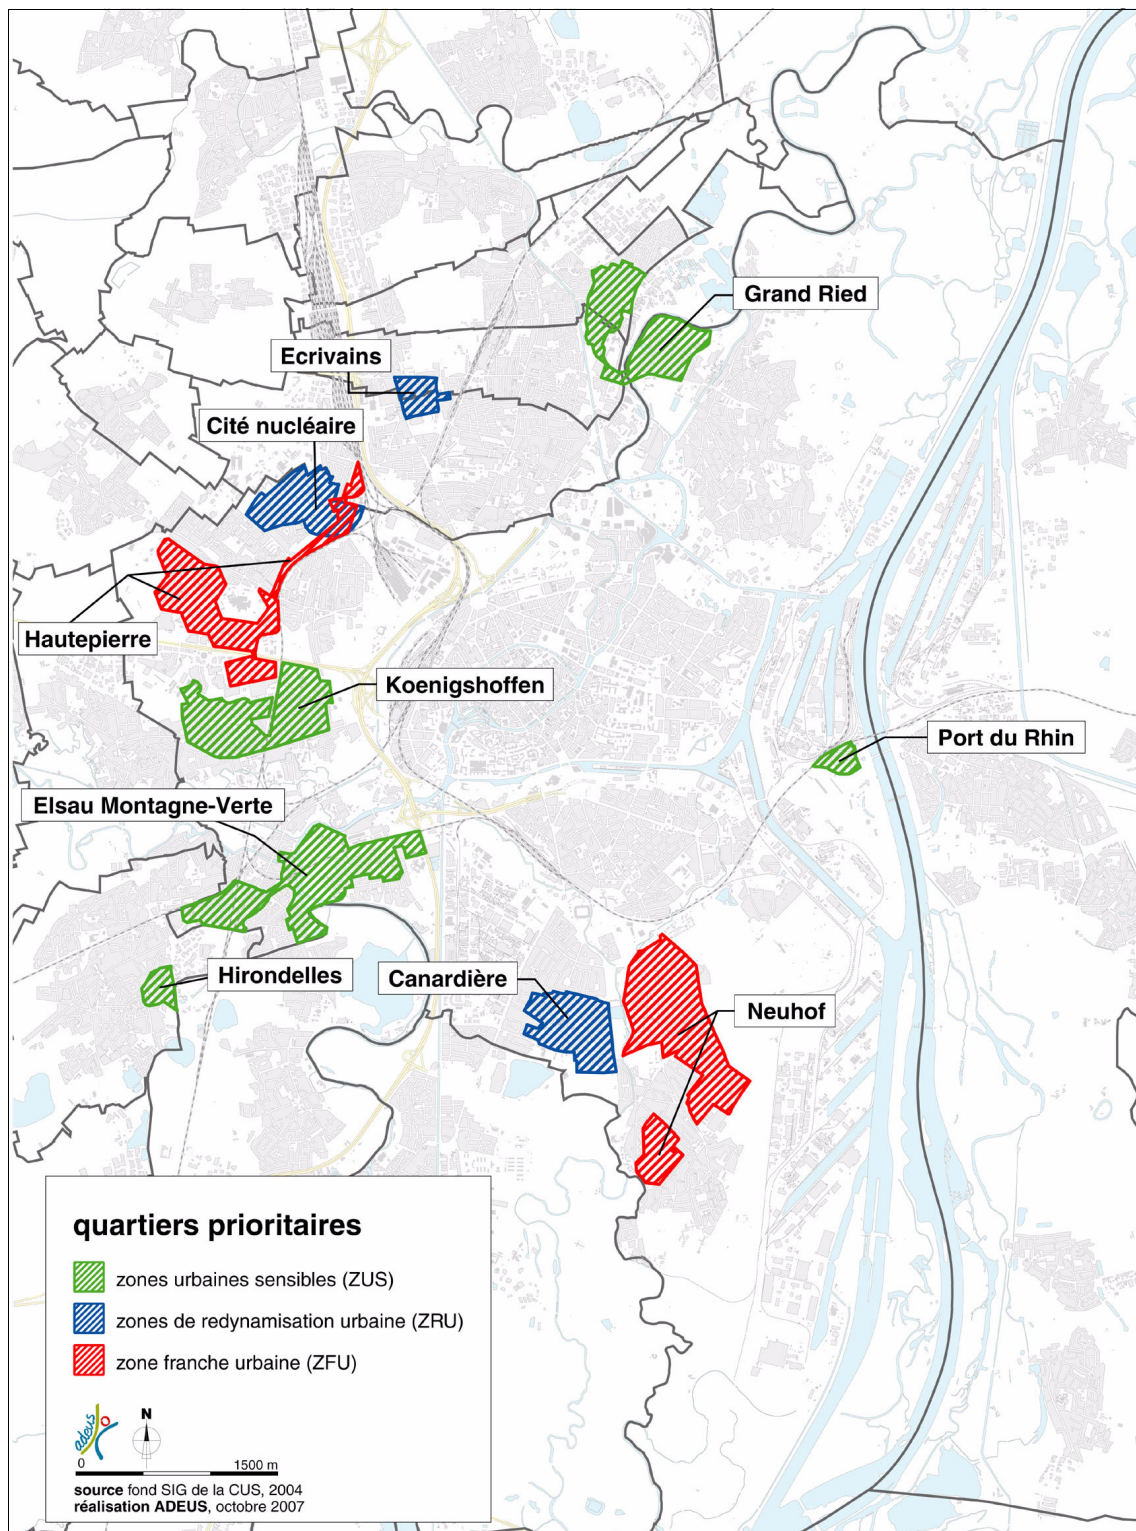 Grand Ried
Ecrivains
Cité nucléaire
Hautepierre
Koenigshoffen
Port du Rhin
Elsau Montagne-Verte
Hirondelles
Canardière
Neuhof
quartiers prioritaires
zones urbaines sensibles (ZUS)
zones de redynamisation urbaine (ZRU)
zone franche urbaine (ZFU)
adeus
N
0 1500 m
source fond SIG de la CUS, 2004
réalisation ADEUS, octobre 2007